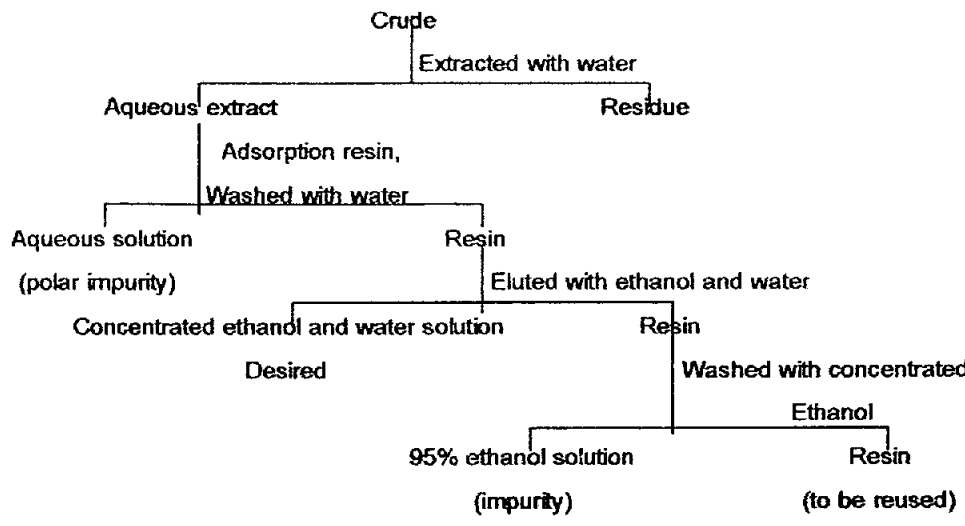 Crude
Extracted with water
Aqueous extract
Residue
Adsorption resin,
Washed with water
Aqueous solution
(polar impurity)
Resin
Eluted with ethanol and water
Concentrated ethanol and water solution
Desired
Resin
Washed with concentrated
Ethanol
95% ethanol solution
(impurity)
Resin
(to be reused)